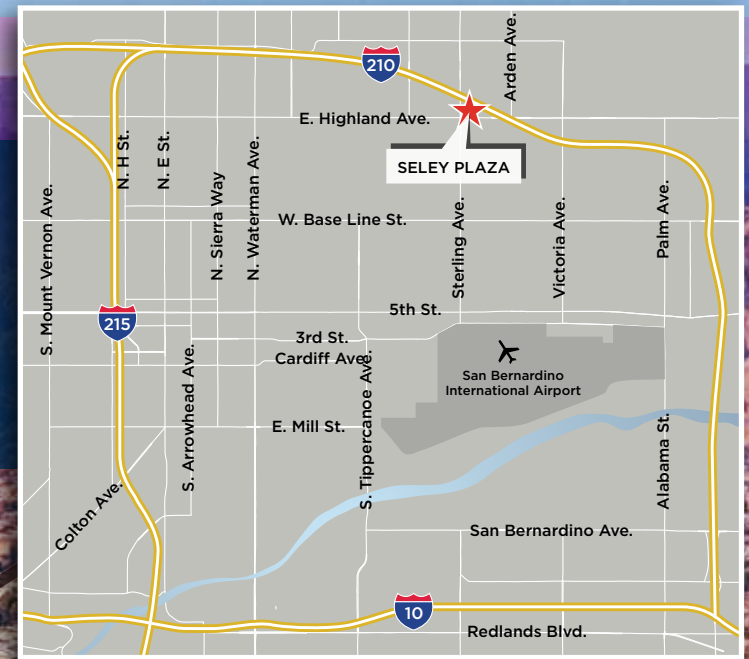 Arden Ave.
210
E. Highland Ave.
SELEY PLAZA
N. H St.
N. E St.
S. Mount Vernon Ave.
N. Sierra Way
N. Waterman Ave.
W. Base Line St.
Sterling Ave.
Victoria Ave.
Palm Ave.
5th St.
215
3rd St.
Cardiff Ave.
San Bernardino
International Airport
S. Arrowhead Ave.
S. Tippercanoe Ave.
E. Mill St.
Alabama St.
Colton Ave.
San Bernardino Ave.
10
Redlands Blvd.